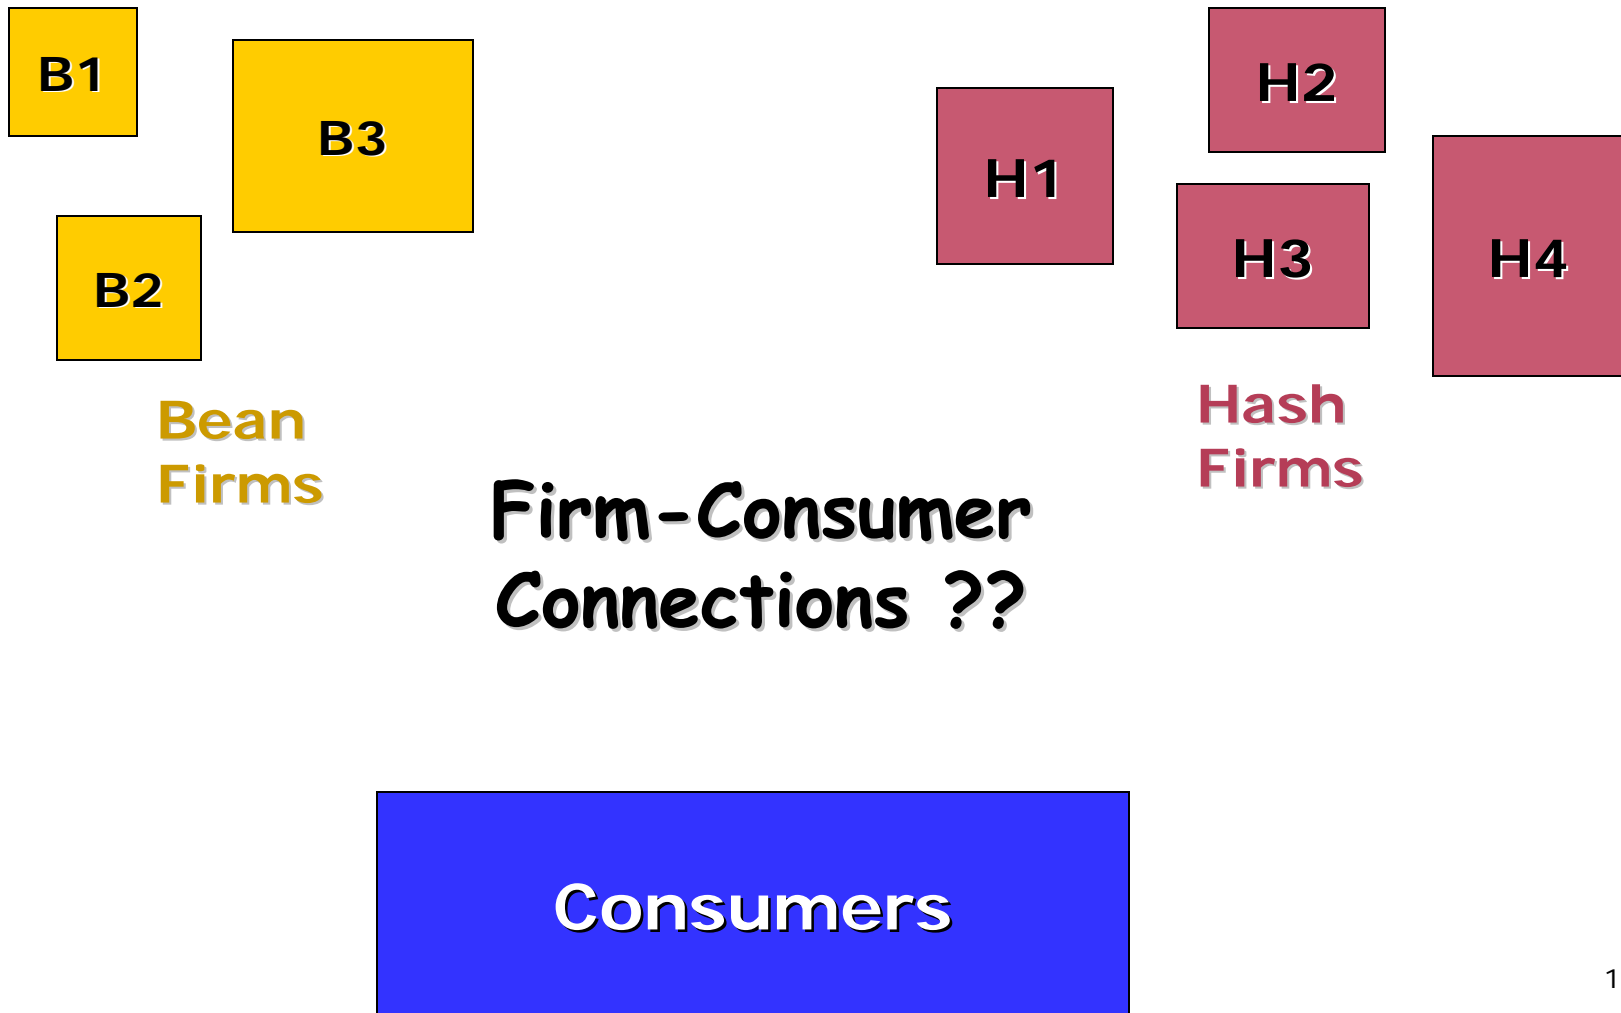 B1
B3
B2
H1
H2
H3
H4
Bean
Firms
Hash
Firms
Firm-Consumer
Connections ??
Consumers
1